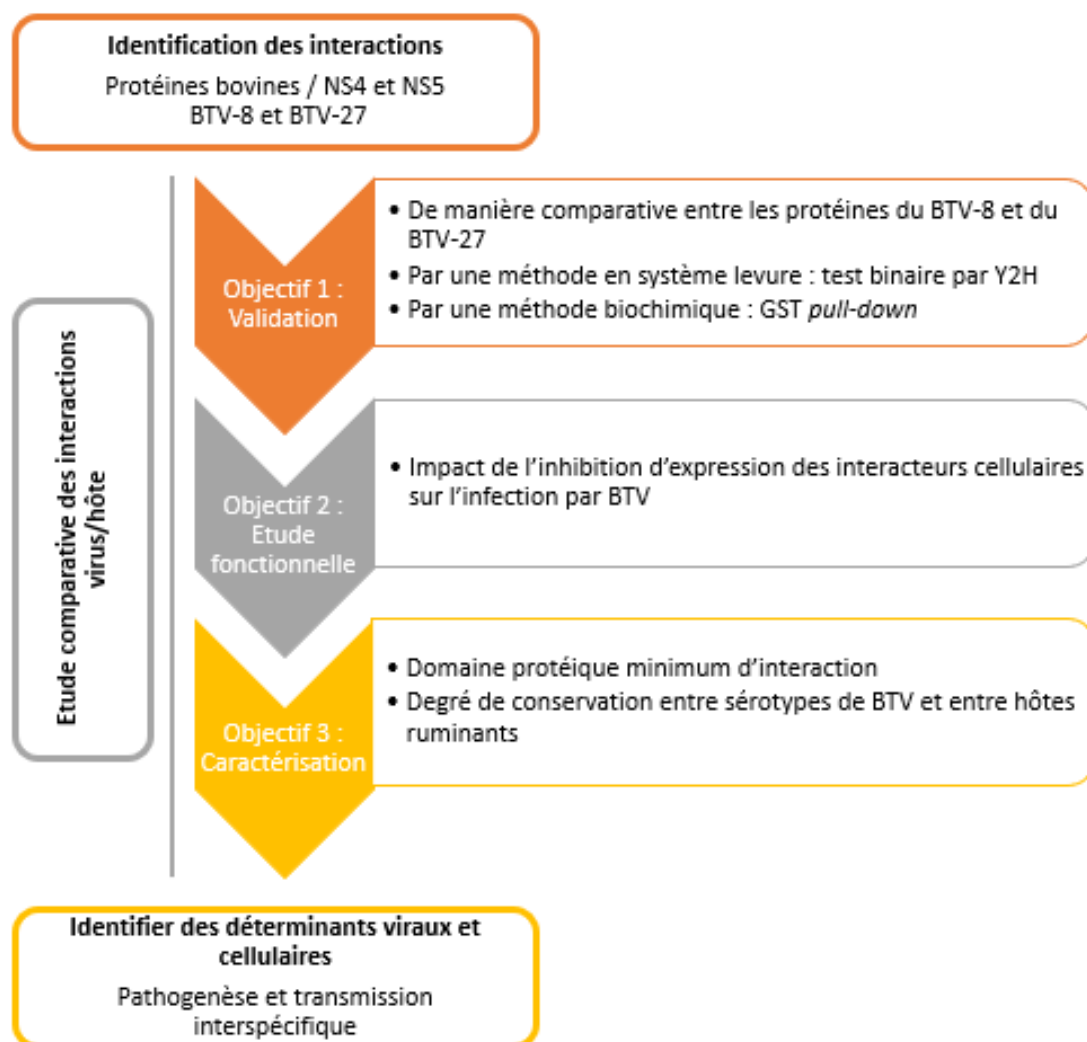 Identification des interactions
Protéines bovines / NS4 et NS5
BTV-8 et BTV-27
Etude comparative des interactions
virus/hôte
Objectif 1 :
Validation
• De manière comparative entre les protéines du BTV-8 et du
BTV-27
• Par une méthode en système levure : test binaire par Y2H
• Par une méthode biochimique : GST pull-down
Objectif 2 :
Etude
fonctionnelle
• Impact de l'inhibition d'expression des interacteurs cellulaires
sur l'infection par BTV
Objectif 3 :
Caractérisation
• Domaine protéique minimum d'interaction
• Degré de conservation entre sérotypes de BTV et entre hôtes
ruminants
Identifier des déterminants viraux et
cellulaires
Pathogenèse et transmission
interspécifique